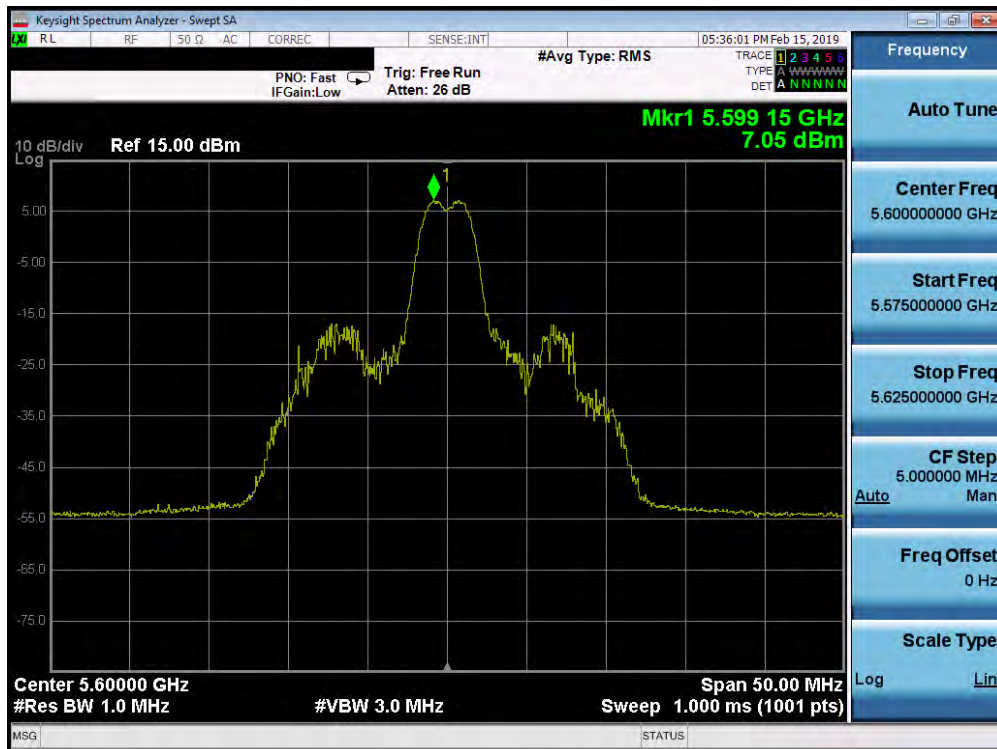 Keysight Spectrum Analyzer - Swept SA
LXI RL RF 50 Ω AC CORREC SENSE:INT 05:36:01 PM Feb 15, 2019
PNO: Fast
IFGain:Low
Trig: Free Run
Atten: 26 dB
#Avg Type: RMS
TRACE 1 2 3 4 5 6
TYPE A WWWWW
DET A N N N N N
Mkr1 5.599 15 GHz
7.05 dBm
10 dB/div Ref 15.00 dBm
Log
1
5.00
-5.00
-15.0
-25.0
-35.0
-45.0
-55.0
-65.0
-75.0
Center 5.60000 GHz Span 50.00 MHz
#Res BW 1.0 MHz #VBW 3.0 MHz Sweep 1.000 ms (1001 pts)
MSG STATUS
Frequency
Auto Tune
Center Freq
5.600000000 GHz
Start Freq
5.575000000 GHz
Stop Freq
5.625000000 GHz
CF Step
5.000000 MHz
Auto Man
Freq Offset
0 Hz
Scale Type
Log Lin